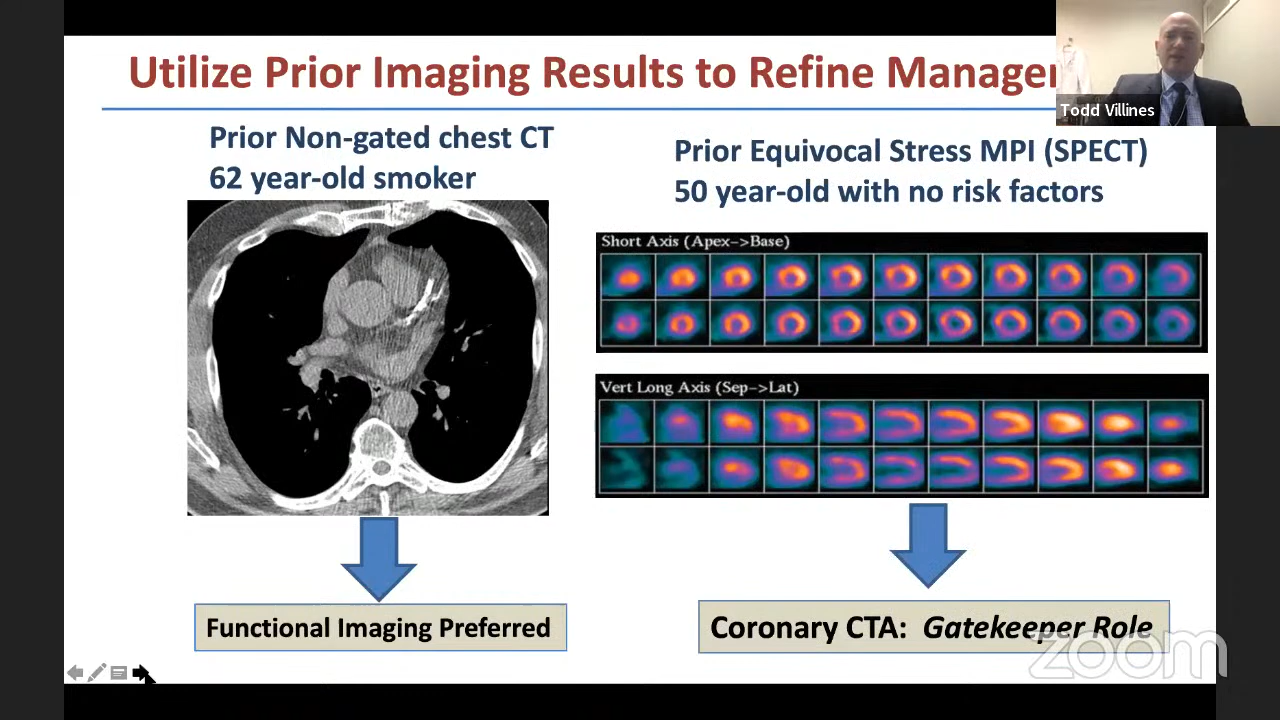 Utilize Prior Imaging Results to Refine
Todd Villines
Prior Non-gated chest CT
62 year-old smoker
Prior Equivocal Stress MPI (SPECT)
50 year-old with no risk factors
Short Axis (Apex->Base)
Vert Long Axis (Sep->Lat)
Functional Imaging Preferred
Coronary CTA: Gatekeeper Role
zoom